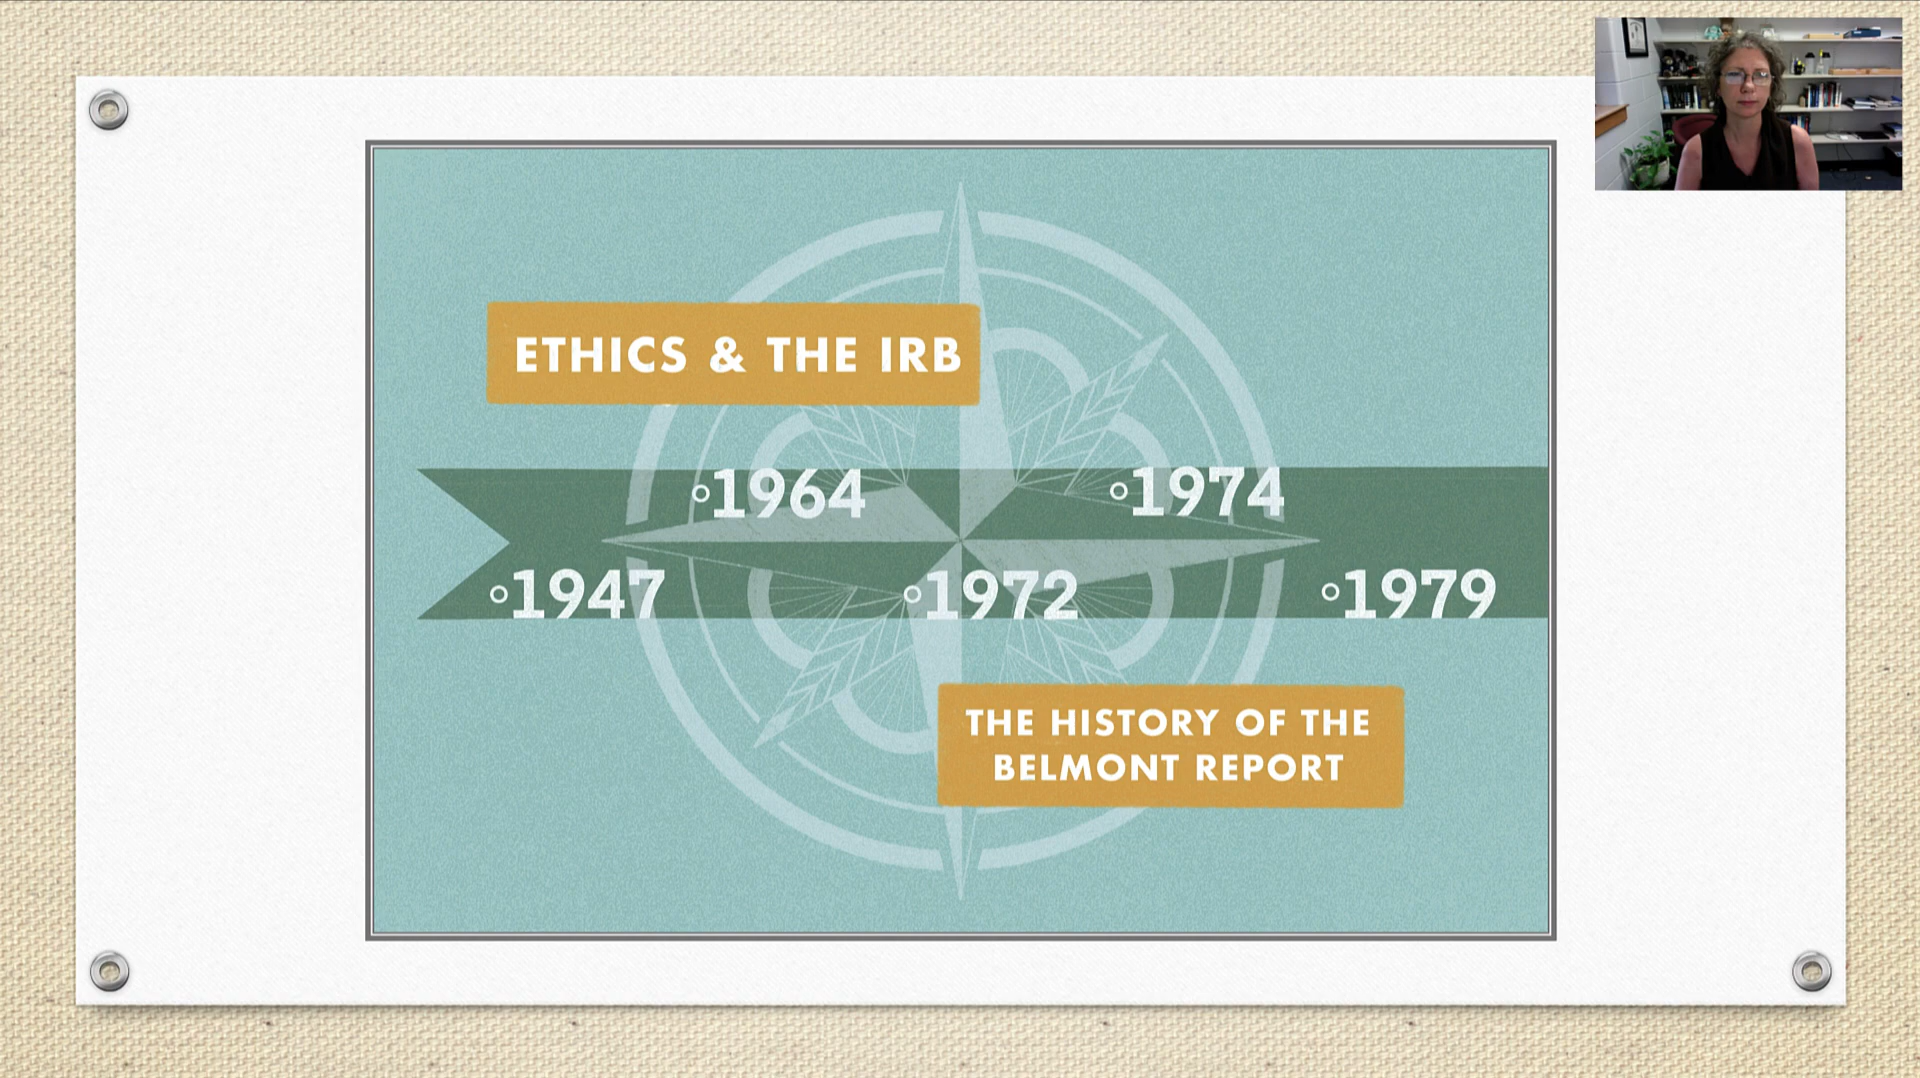 ETHICS & THE IRB
1964
1974
1947
1972
1979
THE HISTORY OF THE
BELMONT REPORT